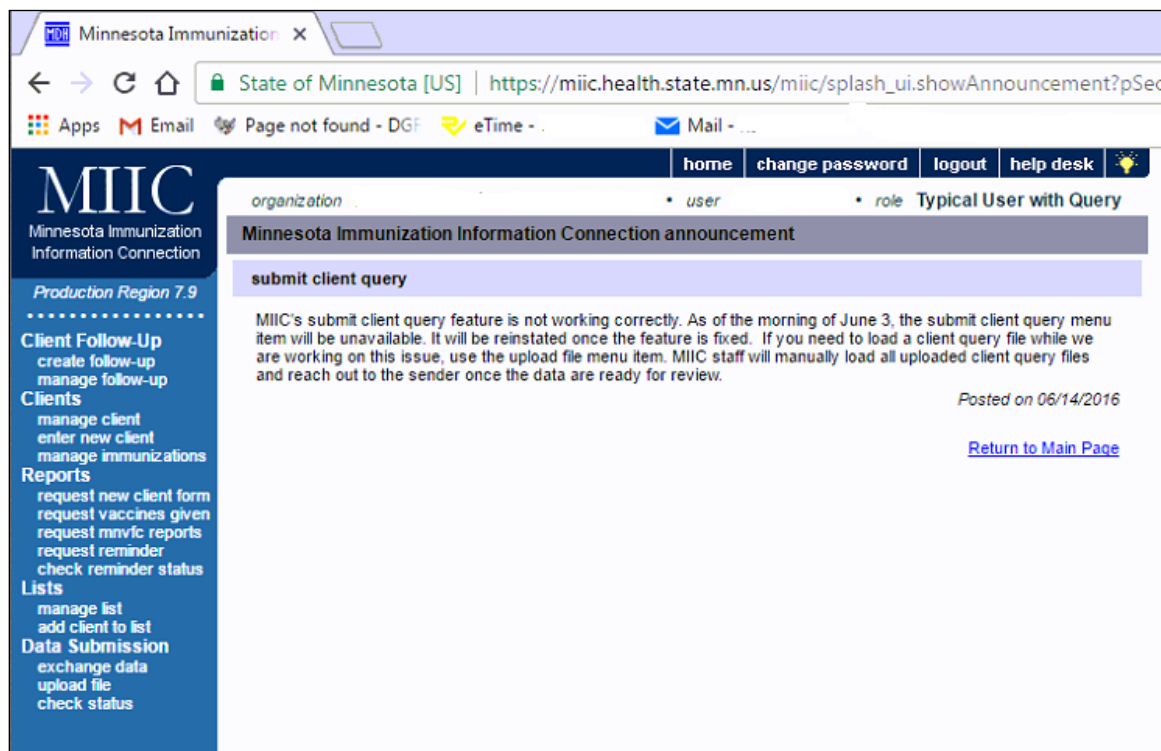 Minnesota Immunization
State of Minnesota [US] | https://miic.health.state.mn.us/miic/splash_ui.showAnnouncement?pSec
Apps Email Page not found - DGF eTime - . Mail - ...
home change password logout help desk
MIIC
Minnesota Immunization
Information Connection
Production Region 7.9
Client Follow-Up
create follow-up
manage follow-up
Clients
manage client
enter new client
manage immunizations
Reports
request new client form
request vaccines given
request mnvfc reports
request reminder
check reminder status
Lists
manage list
add client to list
Data Submission
exchange data
upload file
check status
organization • user • role Typical User with Query
Minnesota Immunization Information Connection announcement
submit client query
MIIC's submit client query feature is not working correctly. As of the morning of June 3, the submit client query menu
item will be unavailable. It will be reinstated once the feature is fixed. If you need to load a client query file while we
are working on this issue, use the upload file menu item. MIIC staff will manually load all uploaded client query files
and reach out to the sender once the data are ready for review.
Posted on 06/14/2016
Return to Main Page